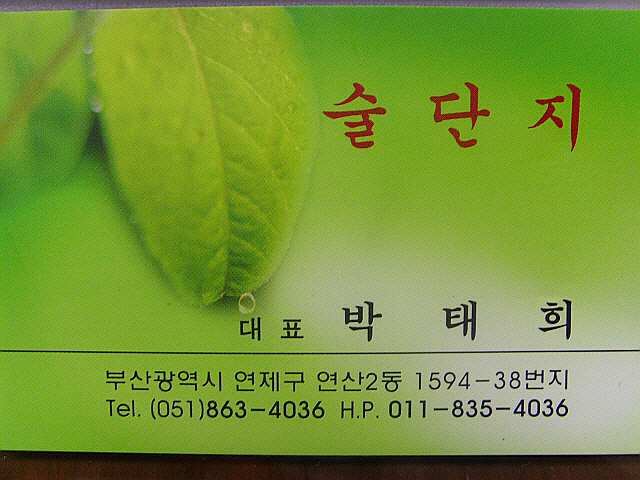 술단지
대표 박태희
부산광역시 연제구 연산2동 1594-38번지
Tel. (051)863-4036 H.P. 011-835-4036